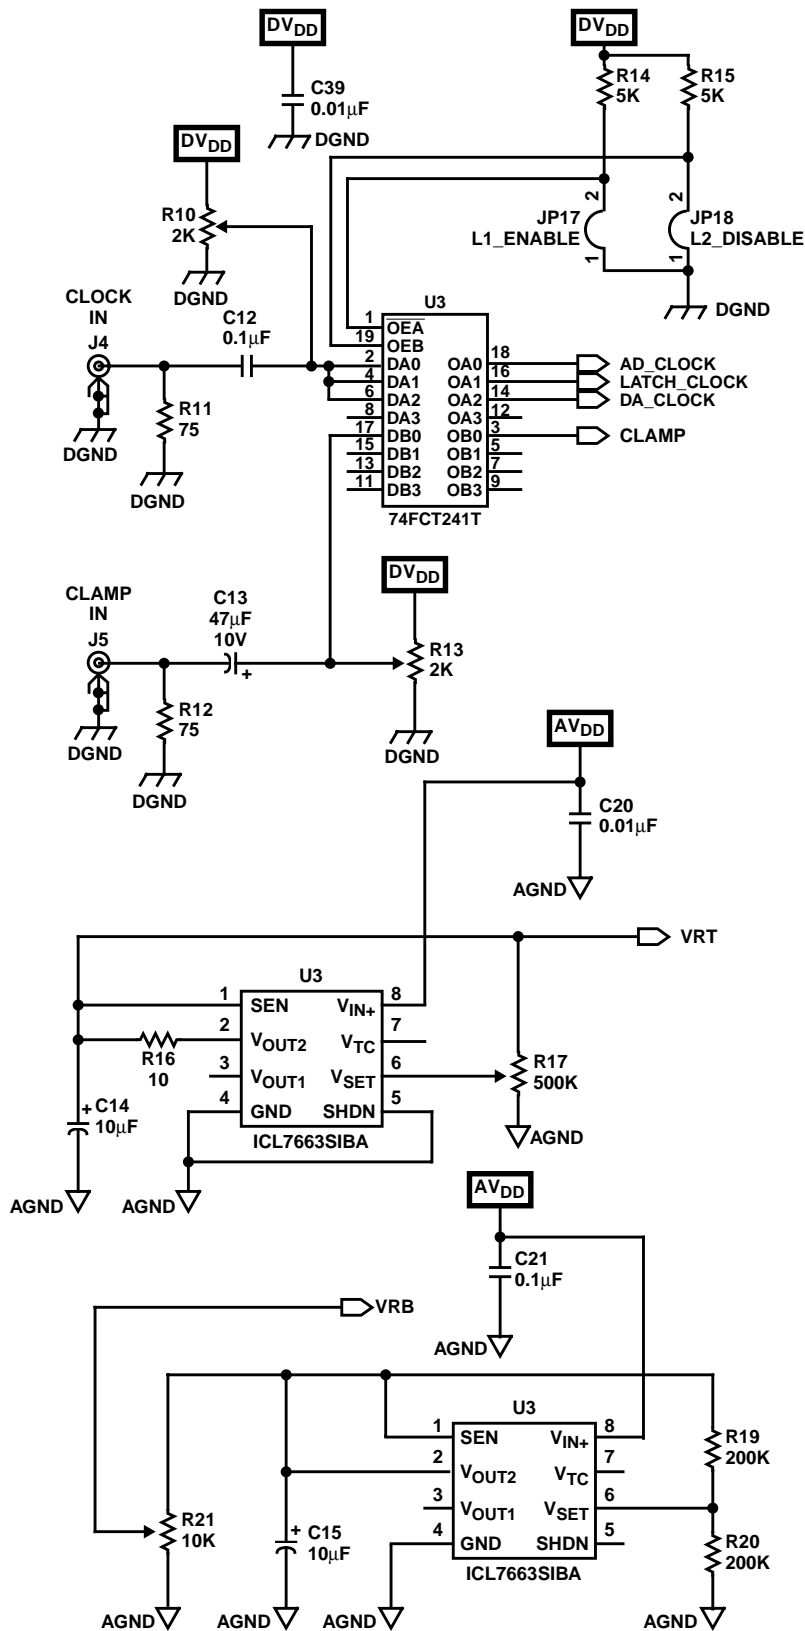 DVDD
DVDD
C39
0.01µF
DGND
R14
5K
R15
5K
DVDD
R10
2K
DGND
2
JP17
L1_ENABLE
1
2
JP18
L2_DISABLE
1
DGND
CLOCK
IN
J4
C12
0.1µF
R11
75
DGND
DGND
U3
1 OEA
19 OEB
2 DA0 OA0 18 AD_CLOCK
4 DA1 OA1 16 LATCH_CLOCK
6 DA2 OA2 14 DA_CLOCK
8 DA3 OA3 12
17 DB0 OB0 3 CLAMP
15 DB1 OB1 5
13 DB2 OB2 7
11 DB3 OB3 9
74FCT241T
CLAMP
IN
J5
C13
47µF
10V
+
DVDD
R13
2K
DGND
R12
75
DGND
DGND
AVDD
C20
0.01µF
AGND
VRT
U3
1 SEN VIN+ 8
2 VOUT2 VTC 7
3 VOUT1 VSET 6
4 GND SHDN 5
ICL7663SIBA
R16
10
+ C14
10µF
R17
500K
AGND
AGND
AGND
AVDD
C21
0.1µF
AGND
VRB
U3
1 SEN VIN+ 8
2 VOUT2 VTC 7
3 VOUT1 VSET 6
4 GND SHDN 5
ICL7663SIBA
R19
200K
R20
200K
R21
10K
+ C15
10µF
AGND
AGND
AGND
AGND